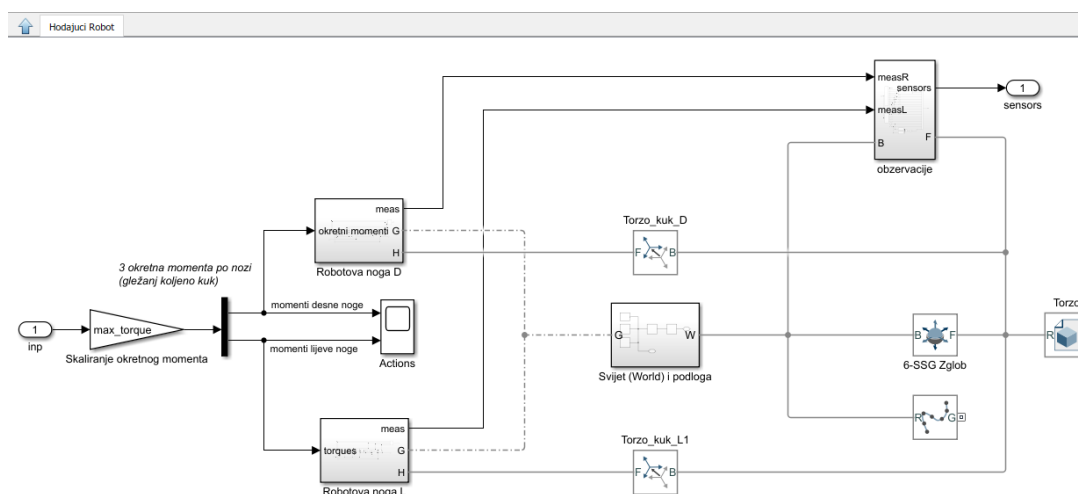 Hodajuci Robot
measR
sensors
measL
B
F
obzervacije
1
sensors
meas
okretni momenti G
H
Robotova noga D
Torzo_kuk_D
F
B
3 okretna momenta po nozi
(gležanj koljeno kuk)
1
inp
max_torque
Skaliranje okretnog momenta
momenti desne noge
momenti lijeve noge
Actions
G
W
Svijet (World) i podloga
B
F
6-SSG Zglob
Torzo
R
R
G
meas
torques
G
H
Robotova noga L
Torzo_kuk_L1
F
B